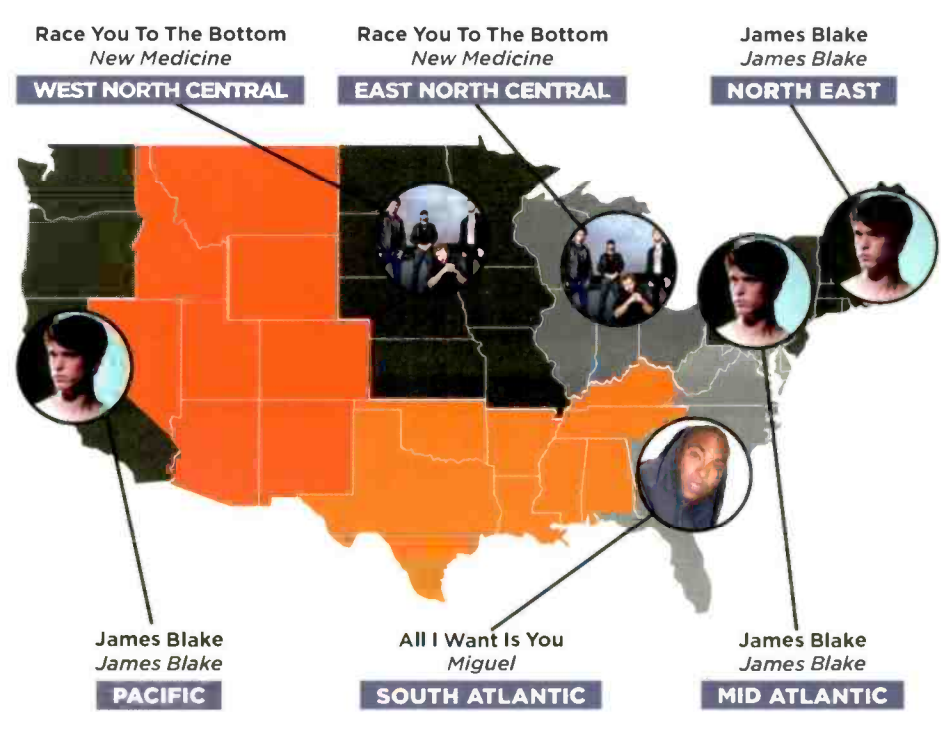 Race You To The Bottom
New Medicine
WEST NORTH CENTRAL
Race You To The Bottom
New Medicine
EAST NORTH CENTRAL
James Blake
James Blake
NORTH EAST
James Blake
James Blake
PACIFIC
All I Want Is You
Miguel
SOUTH ATLANTIC
James Blake
James Blake
MID ATLANTIC